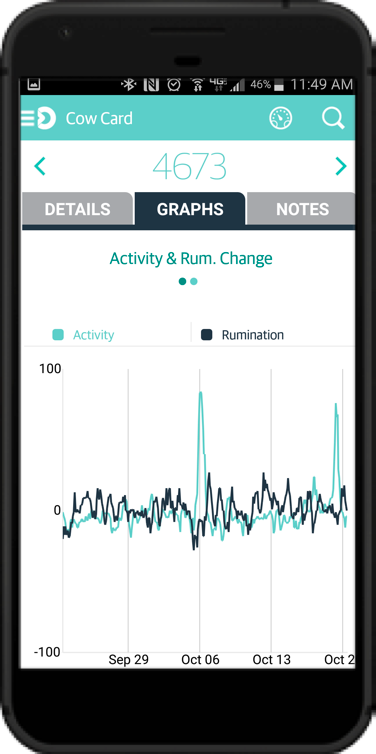 4G 46% 11:49 AM
Cow Card
4673
DETAILS GRAPHS NOTES
Activity & Rum. Change
Activity Rumination
100
0
-100
Sep 29 Oct 06 Oct 13 Oct 2